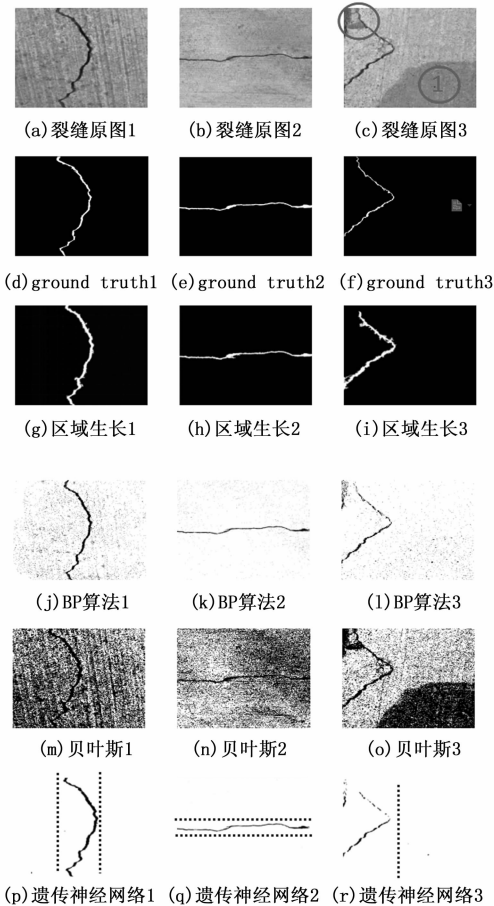 1
(a)裂缝原图1 (b)裂缝原图2 (c)裂缝原图3
(d)ground truth1 (e)ground truth2 (f)ground truth3
(g)区域生长1 (h)区域生长2 (i)区域生长3
(j)BP算法1 (k)BP算法2 (l)BP算法3
(m)贝叶斯1 (n)贝叶斯2 (o)贝叶斯3
(p)遗传神经网络1 (q)遗传神经网络2 (r)遗传神经网络3